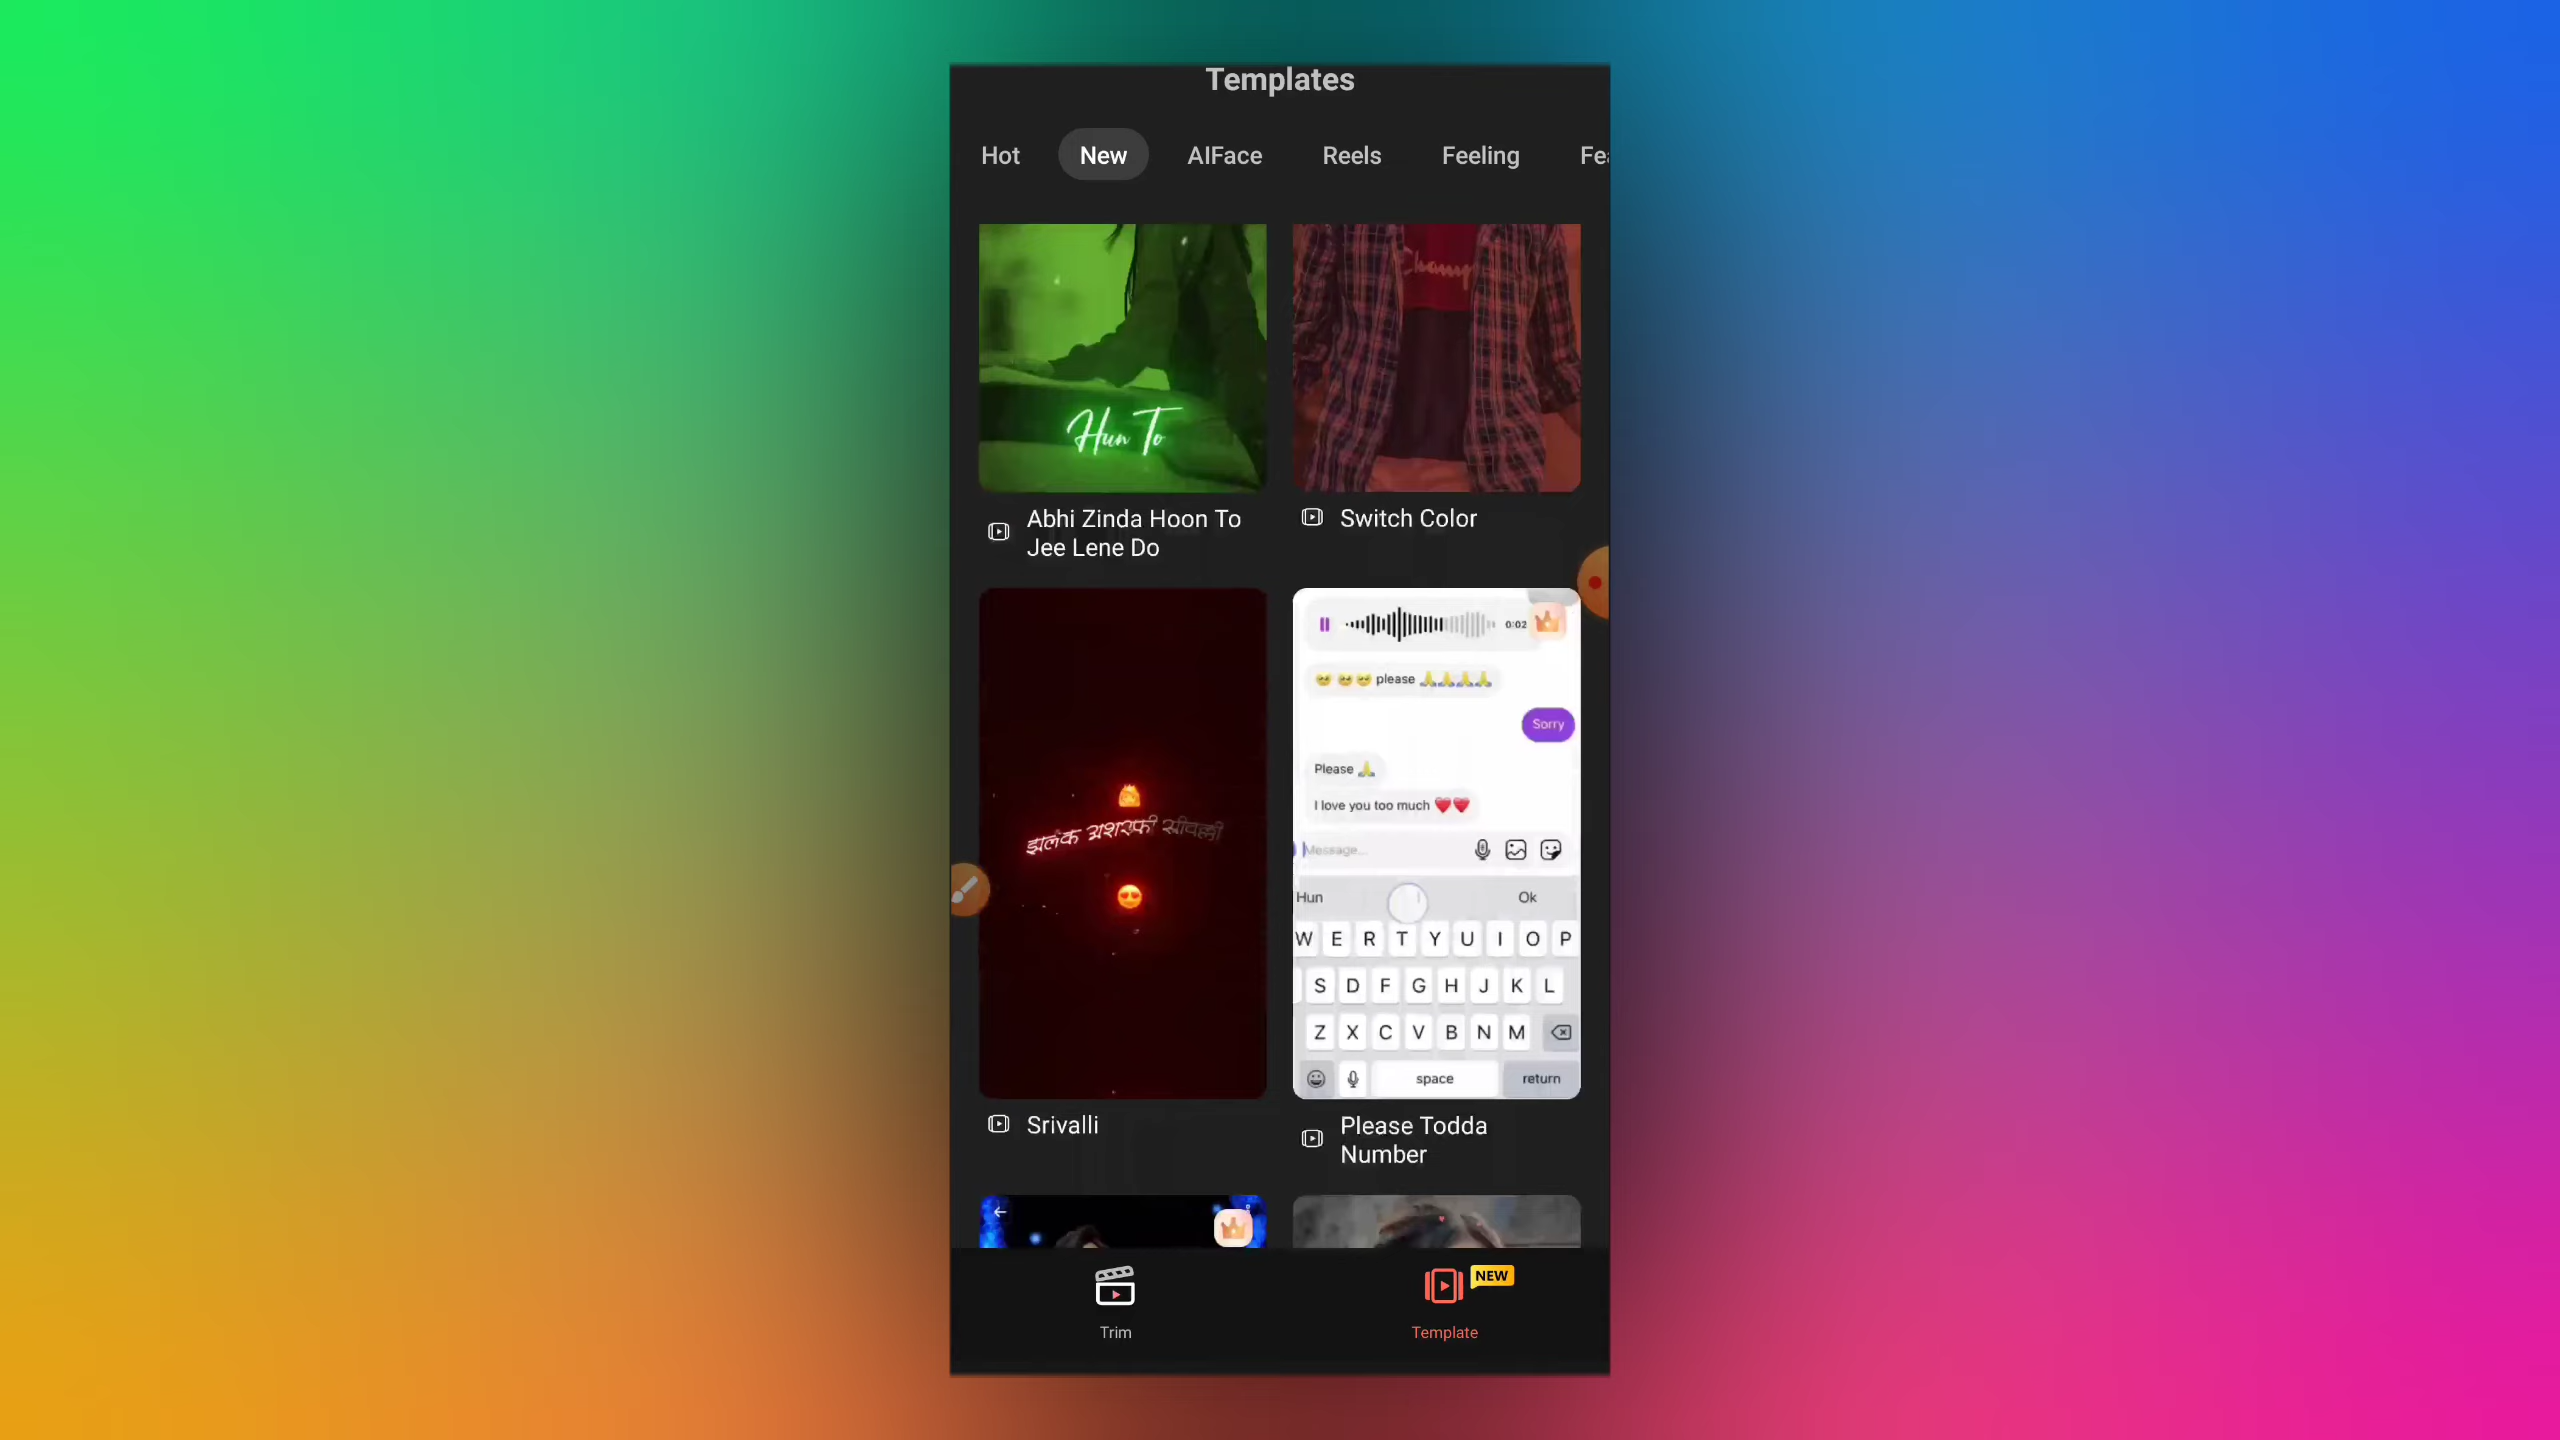 Templates
Hot New AIFace Reels Feeling Fea
Champ
Hun To
Abhi Zinda Hoon To
Jee Lene Do
Switch Color
0:02
🥹 🥹 🥹 please 🙏🙏🙏🙏
Sorry
Please 🙏
I love you too much ❤️❤️
Message...
Hun I Ok
W E R T Y U I O P
S D F G H J K L
Z X C V B N M
space return
झलक अशरफी श्रीवल्ली
Srivalli
Please Todda
Number
NEW
Trim
Template